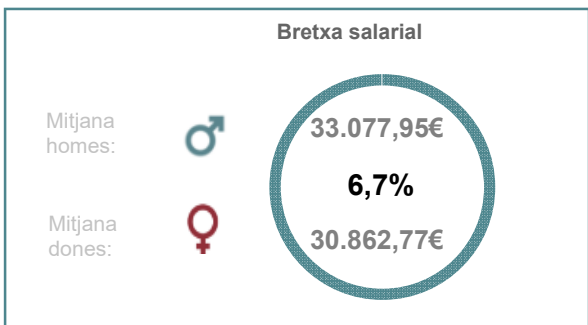 Bretxa salarial
Mitjana
homes:
33.077,95€
6,7%
Mitjana
dones:
30.862,77€